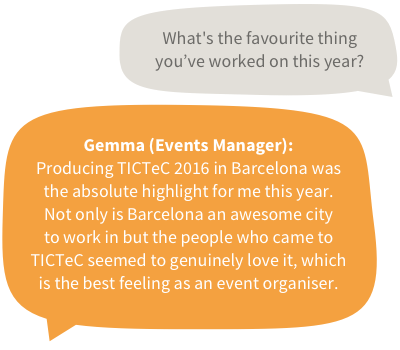 What's the favourite thing
you've worked on this year?
Gemma (Events Manager):
Producing TICTeC 2016 in Barcelona was
the absolute highlight for me this year.
Not only is Barcelona an awesome city
to work in but the people who came to
TICTeC seemed to genuinely love it, which
is the best feeling as an event organiser.